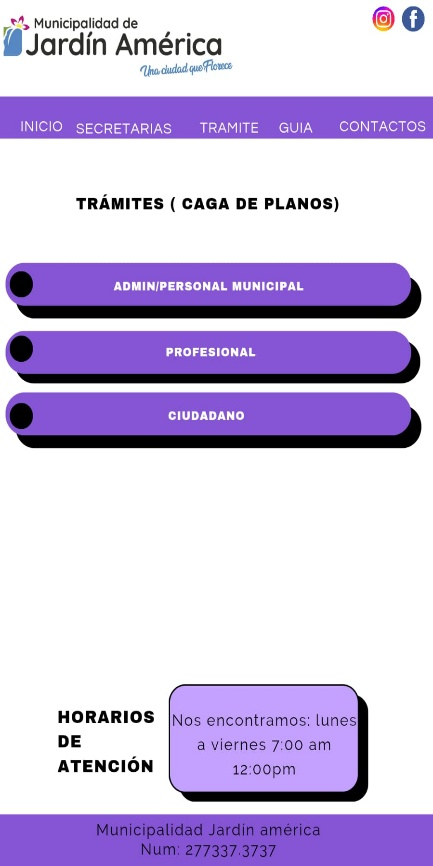 Municipalidad de
Jardín América
Una ciudad que Florece
INICIO SECRETARIAS TRAMITE GUIA CONTACTOS
TRÁMITES ( CAGA DE PLANOS)
ADMIN/PERSONAL MUNICIPAL
PROFESIONAL
CIUDADANO
HORARIOS
DE
ATENCIÓN
Nos encontramos: lunes
a viernes 7:00 am
12:00pm
Municipalidad Jardin américa
Num: 277337.3737